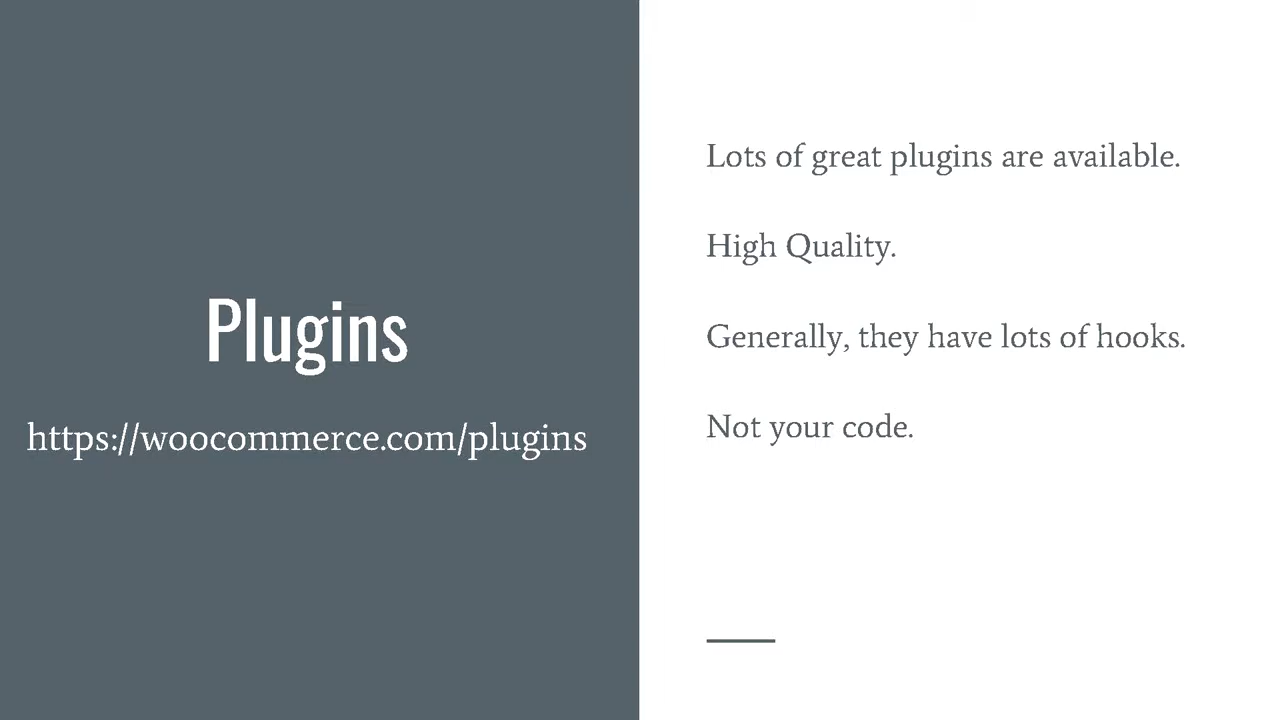 Plugins
https://woocommerce.com/plugins
Lots of great plugins are available.
High Quality.
Generally, they have lots of hooks.
Not your code.